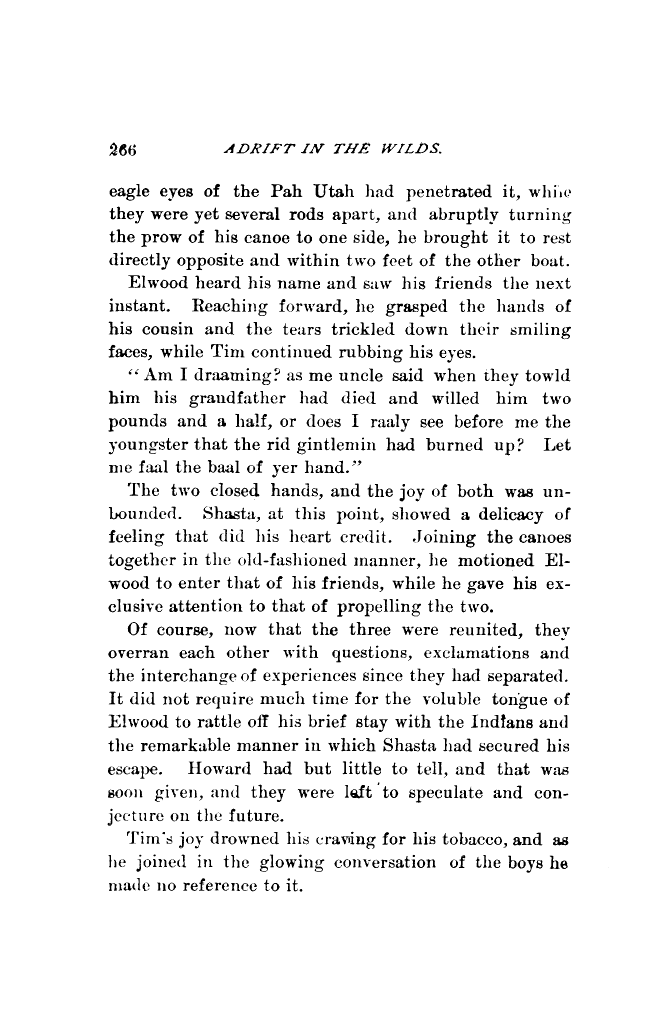 266 ADRIFT IN THE WILDS.
eagle eyes of the Pah Utah had penetrated it, while
they were yet several rods apart, and abruptly turning
the prow of his canoe to one side, he brought it to rest
directly opposite and within two feet of the other boat.
Elwood heard his name and saw his friends the next
instant. Reaching forward, he grasped the hands of
his cousin and the tears trickled down their smiling
faces, while Tim continued rubbing his eyes.
“Am I draaming? as me uncle said when they towld
him his grandfather had died and willed him two
pounds and a half, or does I raaly see before me the
youngster that the rid gintlemin had burned up? Let
me faal the baal of yer hand.”
The two closed hands, and the joy of both was un-
bounded. Shasta, at this point, showed a delicacy of
feeling that did his heart credit. Joining the canoes
together in the old-fashioned manner, he motioned El-
wood to enter that of his friends, while he gave his ex-
clusive attention to that of propelling the two.
Of course, now that the three were reunited, they
overran each other with questions, exclamations and
the interchange of experiences since they had separated.
It did not require much time for the voluble tongue of
Elwood to rattle off his brief stay with the Indians and
the remarkable manner in which Shasta had secured his
escape. Howard had but little to tell, and that was
soon given, and they were left to speculate and con-
jecture on the future.
Tim's joy drowned his craving for his tobacco, and as
he joined in the glowing conversation of the boys he
made no reference to it.